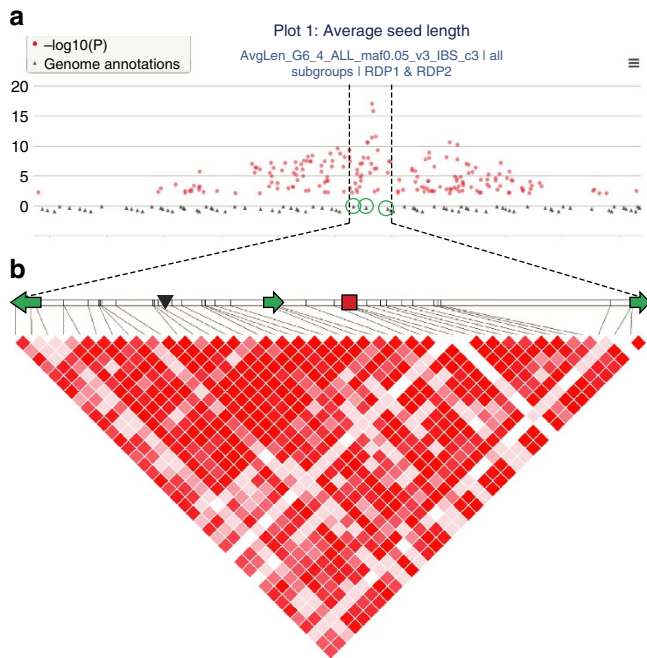 a
Plot 1: Average seed length
–log10(P)
Genome annotations
AvgLen_G6_4_ALL_maf0.05_v3_IBS_c3 | all
subgroups | RDP1 & RDP2
20
15
10
5
0
b